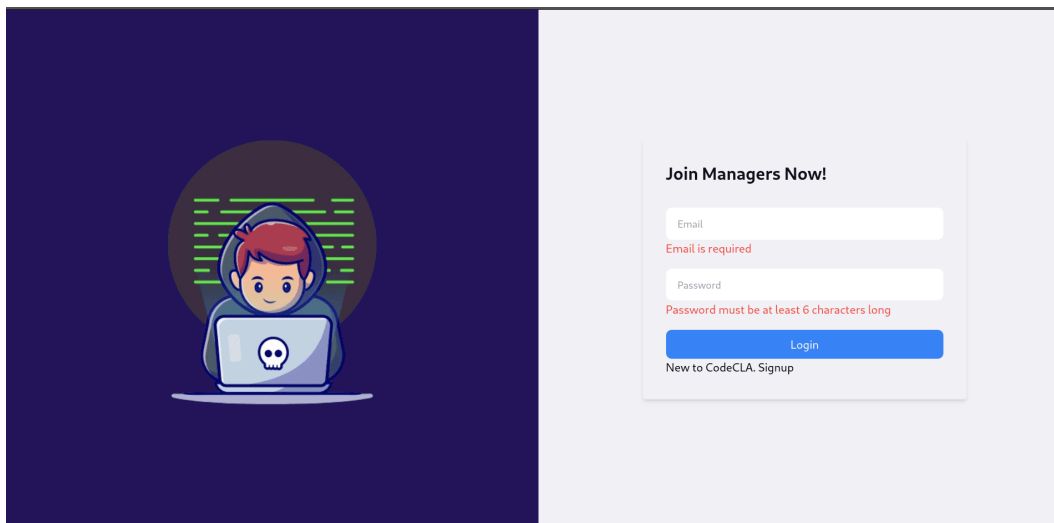 Join Managers Now!
Email
Email is required
Password
Password must be at least 6 characters long
Login
New to CodeCLA. Signup